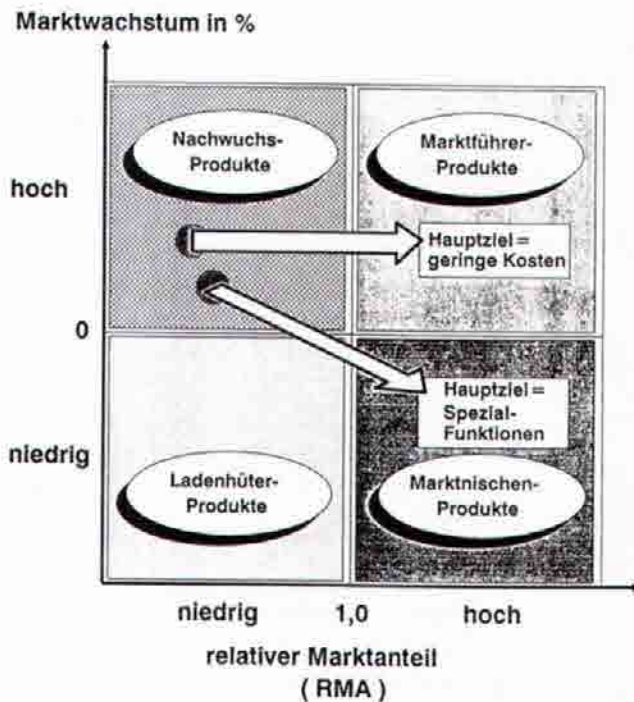 Marktwachstum in %
Nachwuchs-
Produkte
Marktführer-
Produkte
hoch
Hauptziel =
geringe Kosten
0
Hauptziel =
Spezial-
Funktionen
niedrig
Ladenhüter-
Produkte
Marktnischen-
Produkte
niedrig 1,0 hoch
relativer Marktanteil
( RMA )